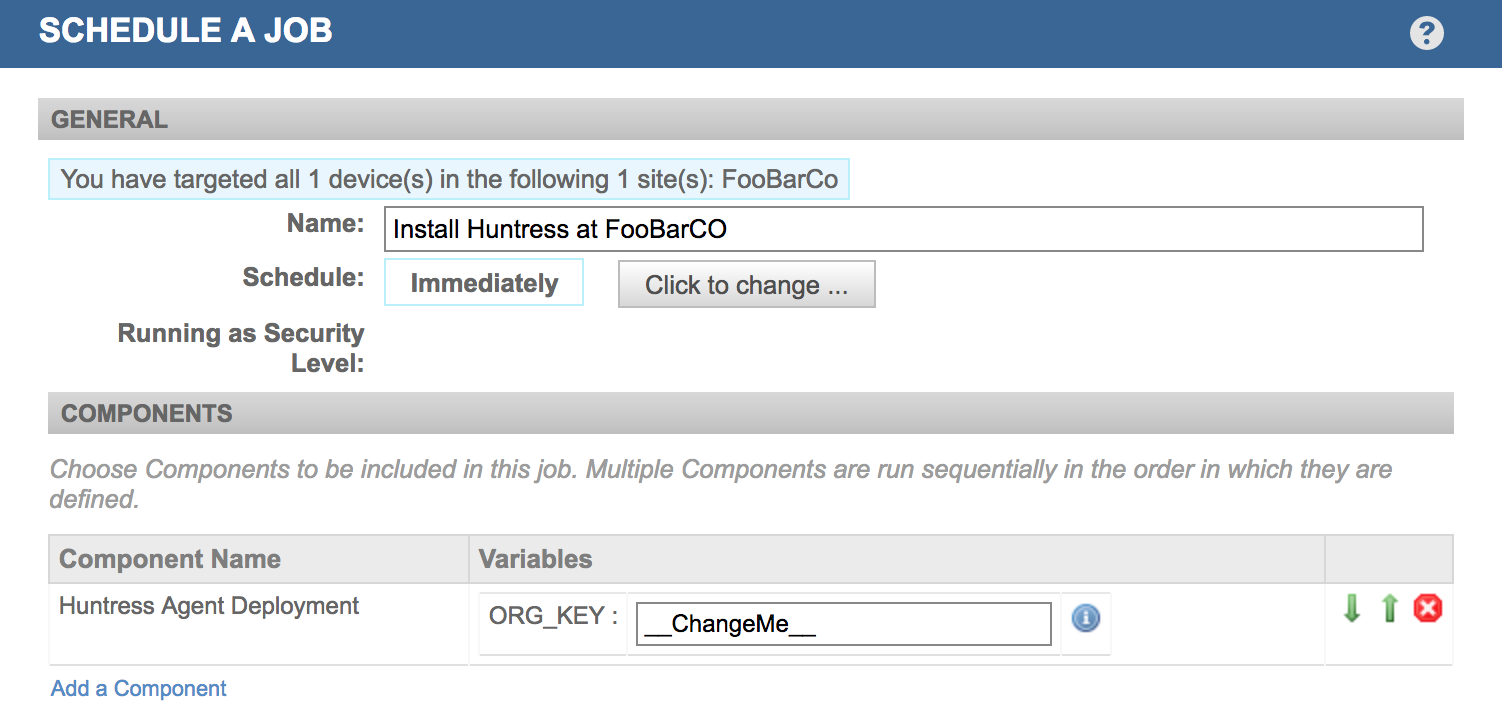 SCHEDULE A JOB
?
GENERAL
You have targeted all 1 device(s) in the following 1 site(s): FooBarCo
Name: Install Huntress at FooBarCO
Schedule: Immediately Click to change ...
Running as Security
Level:
COMPONENTS
Choose Components to be included in this job. Multiple Components are run sequentially in the order in which they are
defined.
Component Name Variables
Huntress Agent Deployment ORG_KEY : __ChangeMe__ i
Add a Component